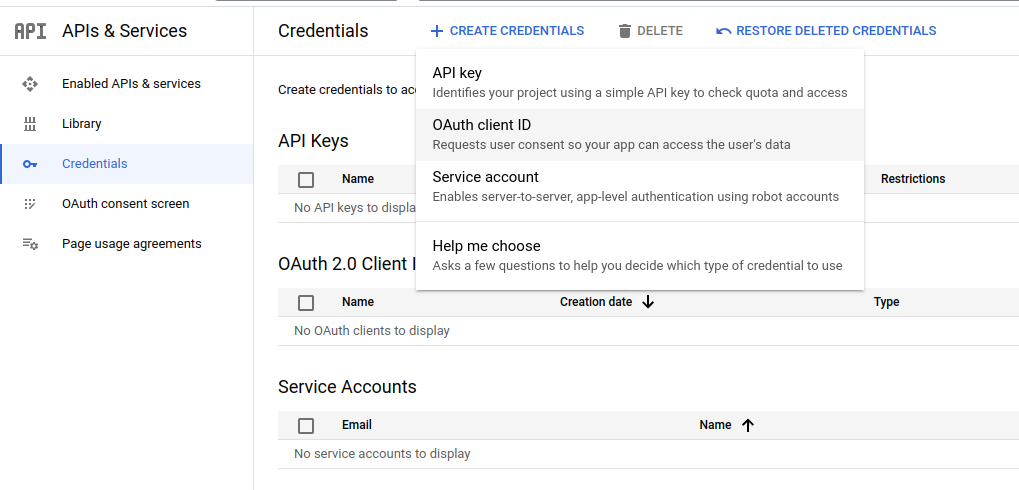 API APIs & Services
Enabled APIs & services
Library
Credentials
OAuth consent screen
Page usage agreements
Credentials
CREATE CREDENTIALS
DELETE
RESTORE DELETED CREDENTIALS
API key
Identifies your project using a simple API key to check quota and access
OAuth client ID
Requests user consent so your app can access the user's data
Service account
Enables server-to-server, app-level authentication using robot accounts
Help me choose
Asks a few questions to help you decide which type of credential to use
Create credentials to
API Keys
Name
Restrictions
No API keys to
OAuth 2.0 Client
Name Creation date Type
No OAuth clients to display
Service Accounts
Email Name
No service accounts to display